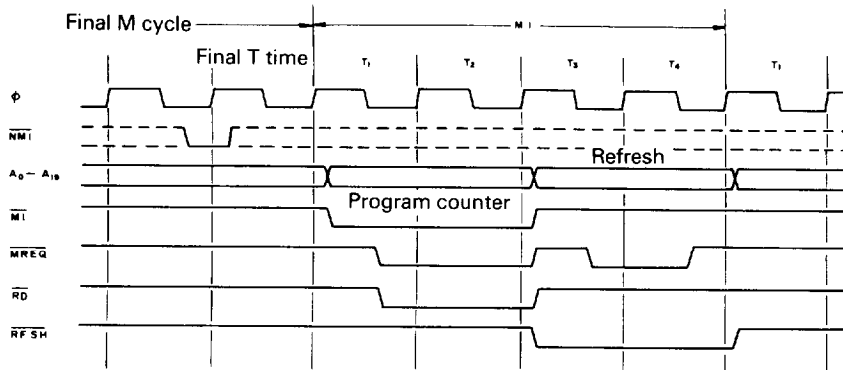 Final M cycle
M1
Final T time
T₁ T₂ T₃ T₄ T₁
ϕ
NMI
A₀ – A₁₅
Refresh
Program counter
M1
MREQ
RD
RFSH